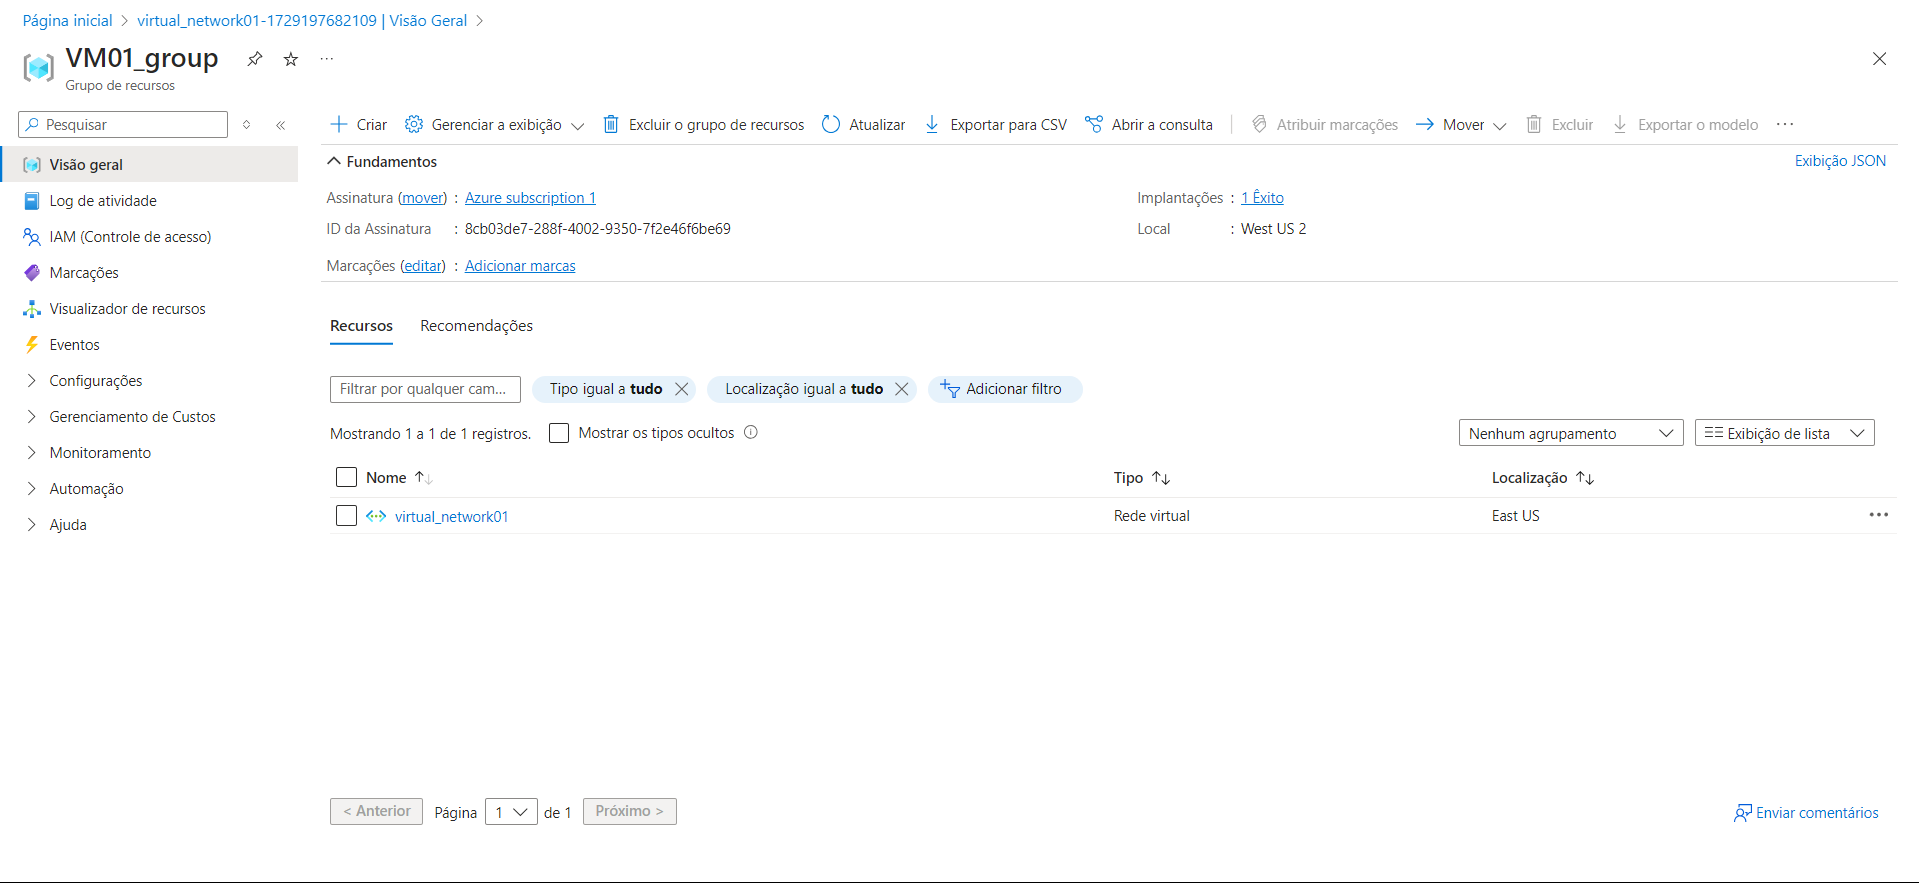 Página inicial > virtual_network01-1729197682109 | Visão Geral >
VM01_group
Grupo de recursos
Pesquisar
Visão geral
Log de atividade
IAM (Controle de acesso)
Marcações
Visualizador de recursos
Eventos
Configurações
Gerenciamento de Custos
Monitoramento
Automação
Ajuda
Criar Gerenciar a exibição Excluir o grupo de recursos Atualizar Exportar para CSV Abrir a consulta Atribuir marcações Mover Excluir Exportar o modelo ...
Fundamentos Exibição JSON
Assinatura (mover) : Azure subscription 1 Implantações : 1 Êxito
ID da Assinatura : 8cb03de7-288f-4002-9350-7f2e46f6be69 Local : West US 2
Marcações (editar) : Adicionar marcas
Recursos Recomendações
Filtrar por qualquer cam... Tipo igual a tudo Localização igual a tudo Adicionar filtro
Mostrando 1 a 1 de 1 registros. Mostrar os tipos ocultos Nenhum agrupamento Exibição de lista
Nome Tipo Localização
virtual_network01 Rede virtual East US
< Anterior Página 1 de 1 Próximo > Enviar comentários